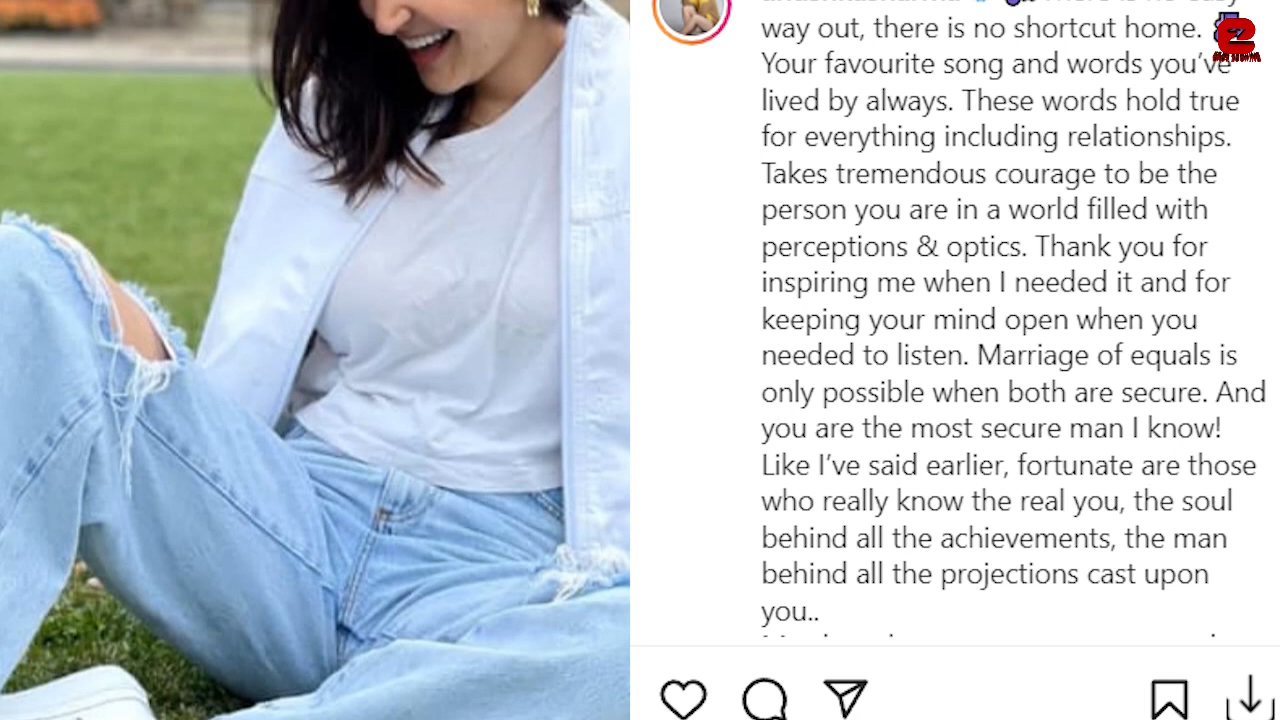 way out, there is no shortcut home.
Your favourite song and words you’ve
lived by always. These words hold true
for everything including relationships.
Takes tremendous courage to be the
person you are in a world filled with
perceptions & optics. Thank you for
inspiring me when I needed it and for
keeping your mind open when you
needed to listen. Marriage of equals is
only possible when both are secure. And
you are the most secure man I know!
Like I’ve said earlier, fortunate are those
who really know the real you, the soul
behind all the achievements, the man
behind all the projections cast upon
you..